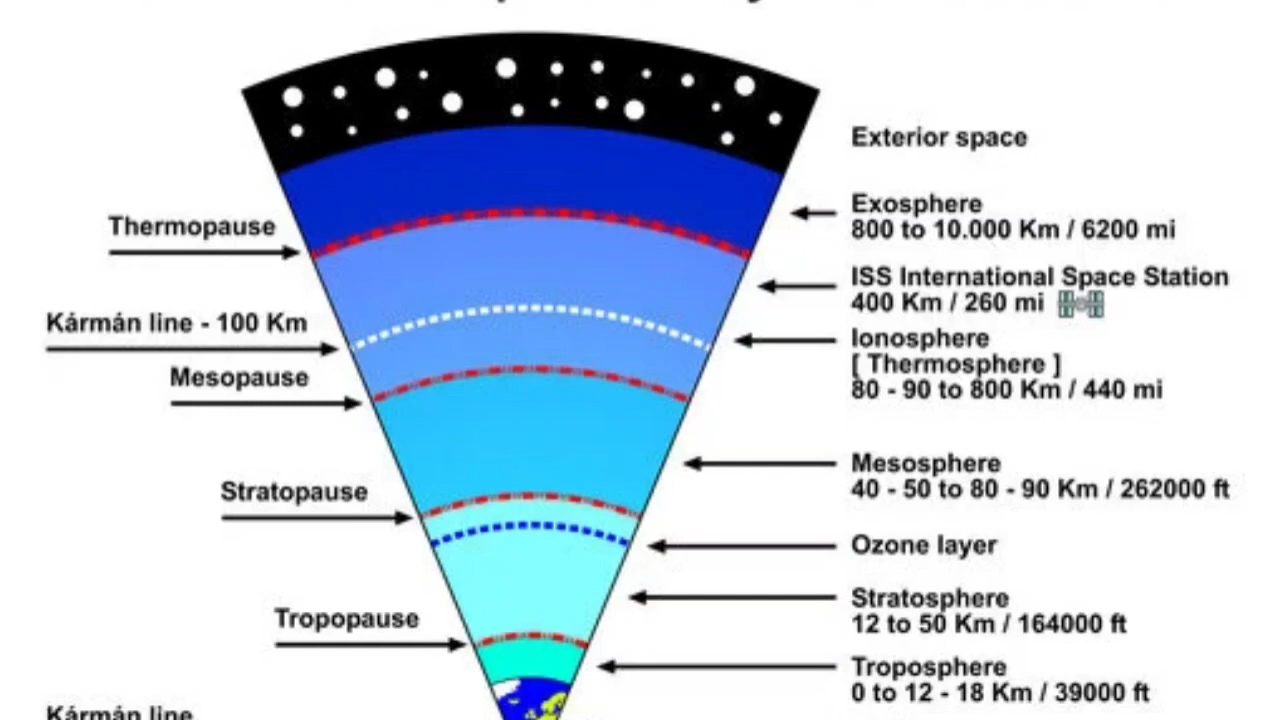 Thermopause
Kármán line - 100 Km
Mesopause
Stratopause
Tropopause
Kármán line
Exterior space
Exosphere
800 to 10.000 Km / 6200 mi
ISS International Space Station
400 Km / 260 mi
Ionosphere
[ Thermosphere ]
80 - 90 to 800 Km / 440 mi
Mesosphere
40 - 50 to 80 - 90 Km / 262000 ft
Ozone layer
Stratosphere
12 to 50 Km / 164000 ft
Troposphere
0 to 12 - 18 Km / 39000 ft